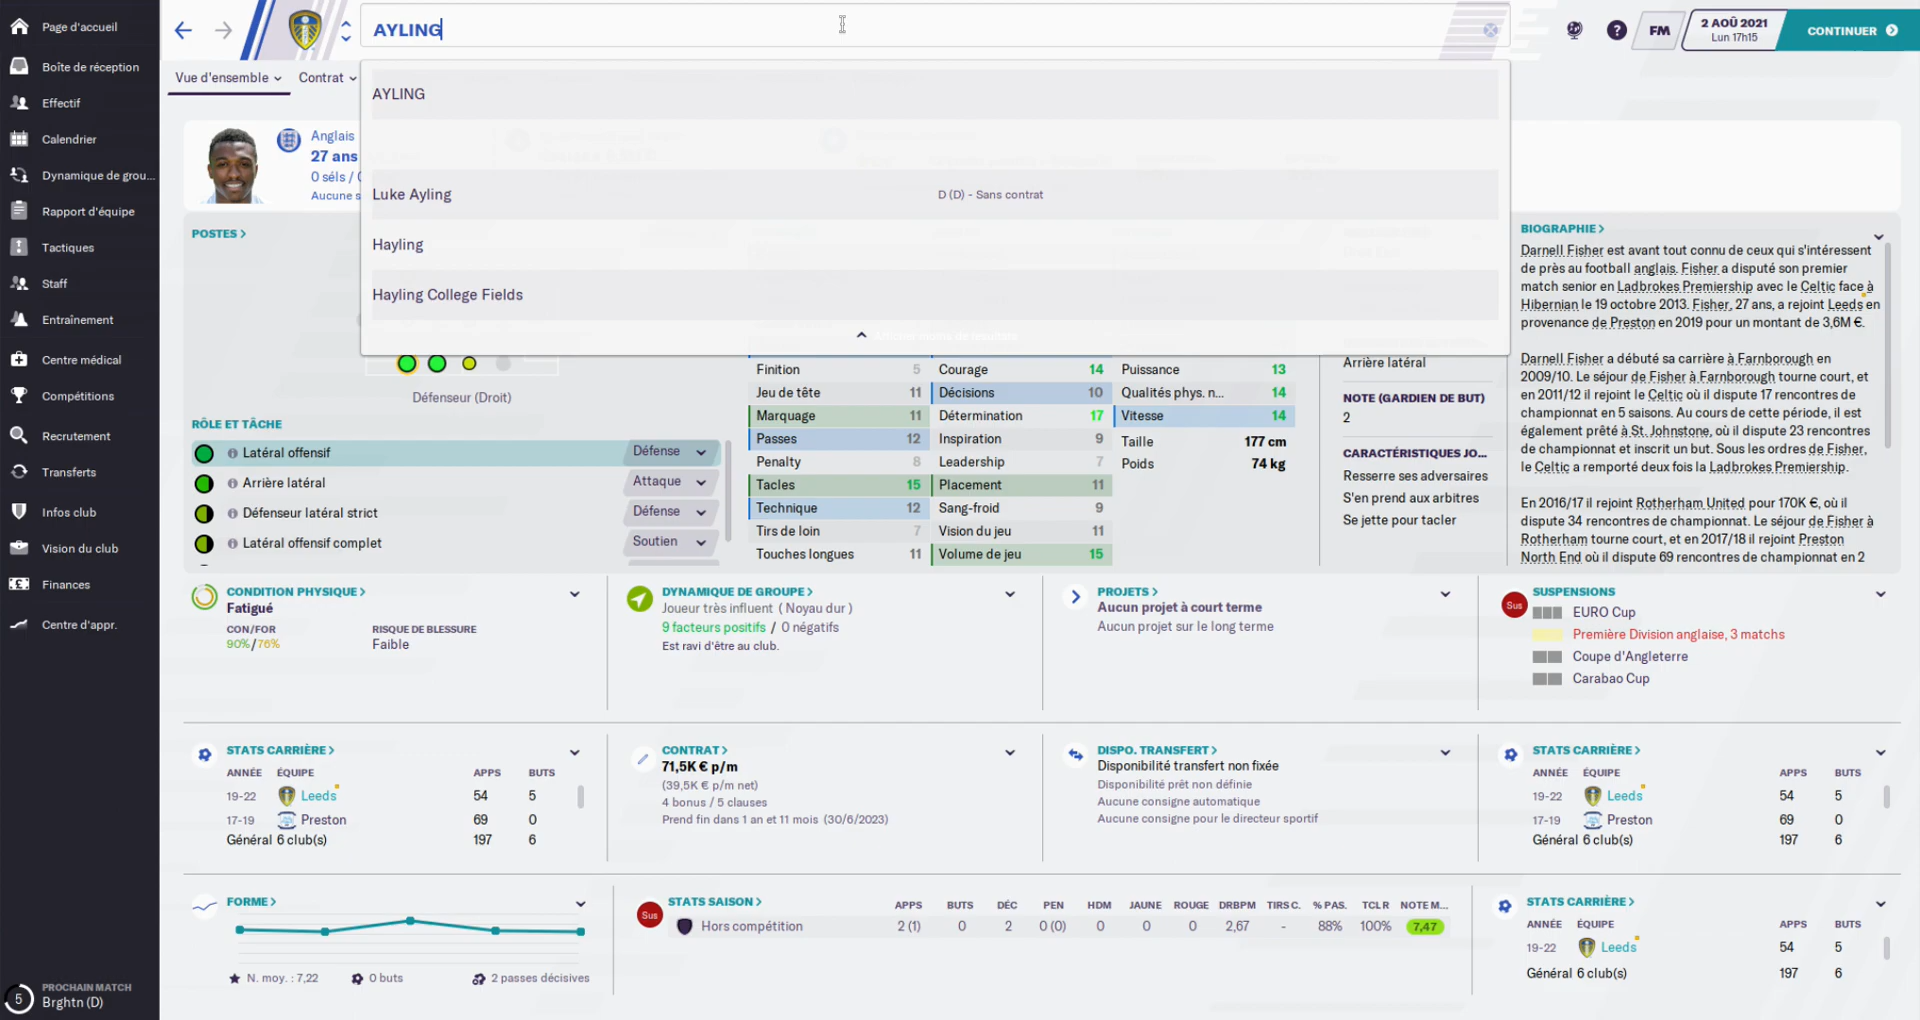 Page d'accueil
Boîte de réception
Effectif
Calendrier
Dynamique de grou...
Rapport d'équipe
Tactiques
Staff
Entraînement
Centre médical
Compétitions
Recrutement
Transferts
Infos club
Vision du club
Finances
Centre d'appr.
5
PROCHAIN MATCH
Brghtn (D)
AYLING
?
FM
2 AOÛ 2021
Lun 17h15
CONTINUER
Vue d'ensemble
Contrat
AYLING
Luke Ayling
D (D) - Sans contrat
Hayling
Hayling College Fields
Anglais
27 ans
0 séls /
Aucune s
POSTES >
Défenseur (Droit)
RÔLE ET TÂCHE
Latéral offensif Défense
Arrière latéral Attaque
Défenseur latéral strict Défense
Latéral offensif complet Soutien
Finition 5
Jeu de tête 11
Marquage 11
Passes 12
Penalty 8
Tacles 15
Technique 12
Tirs de loin 7
Touches longues 11
Courage 14
Décisions 10
Détermination 17
Inspiration 9
Leadership 7
Placement 11
Sang-froid 9
Vision du jeu 11
Volume de jeu 15
Puissance 13
Qualités phys. n... 14
Vitesse 14
Taille 177 cm
Poids 74 kg
Arrière latéral
NOTE (GARDIEN DE BUT)
2
CARACTÉRISTIQUES JO...
Resserre ses adversaires
S'en prend aux arbitres
Se jette pour tacler
BIOGRAPHIE >
Darnell Fisher est avant tout connu de ceux qui s'intéressent
de près au football anglais. Fisher a disputé son premier
match senior en Ladbrokes Premiership avec le Celtic face à
Hibernian le 19 octobre 2013. Fisher, 27 ans, a rejoint Leeds en
provenance de Preston en 2019 pour un montant de 3,6M €.
Darnell Fisher a débuté sa carrière à Farnborough en
2009/10. Le séjour de Fisher à Farnborough tourne court, et
en 2011/12 il rejoint le Celtic où il dispute 17 rencontres de
championnat en 5 saisons. Au cours de cette période, il est
également prêté à St. Johnstone, où il dispute 23 rencontres
de championnat et inscrit un but. Sous les ordres de Fisher,
le Celtic a remporté deux fois la Ladbrokes Premiership.
En 2016/17 il rejoint Rotherham United pour 170K €, où il
dispute 34 rencontres de championnat. Le séjour de Fisher à
Rotherham tourne court, et en 2017/18 il rejoint Preston
North End où il dispute 69 rencontres de championnat en 2
CONDITION PHYSIQUE >
Fatigué
CON/FOR
90%/76%
RISQUE DE BLESSURE
Faible
DYNAMIQUE DE GROUPE >
Joueur très influent ( Noyau dur )
9 facteurs positifs / 0 négatifs
Est ravi d'être au club.
PROJETS >
Aucun projet à court terme
Aucun projet sur le long terme
Sus
SUSPENSIONS
EURO Cup
Première Division anglaise, 3 matchs
Coupe d'Angleterre
Carabao Cup
STATS CARRIÈRE >
ANNÉE ÉQUIPE APPS BUTS
19-22 Leeds 54 5
17-19 Preston 69 0
Général 6 club(s) 197 6
CONTRAT >
71,5K € p/m
(39,5K € p/m net)
4 bonus / 5 clauses
Prend fin dans 1 an et 11 mois (30/6/2023)
DISPO. TRANSFERT >
Disponibilité transfert non fixée
Disponibilité prêt non définie
Aucune consigne automatique
Aucune consigne pour le directeur sportif
STATS CARRIÈRE >
ANNÉE ÉQUIPE APPS BUTS
19-22 Leeds 54 5
17-19 Preston 69 0
Général 6 club(s) 197 6
FORME >
N. moy. : 7,22 0 buts 2 passes décisives
Sus
STATS SAISON > APPS BUTS DÉC PEN HDM JAUNE ROUGE DRBPM TIRS C. % PAS. TCL R NOTE M...
Hors compétition 2 (1) 0 2 0 (0) 0 0 0 2,67 - 88% 100% 7,47
STATS CARRIÈRE >
ANNÉE ÉQUIPE APPS BUTS
19-22 Leeds 54 5
Général 6 club(s) 197 6